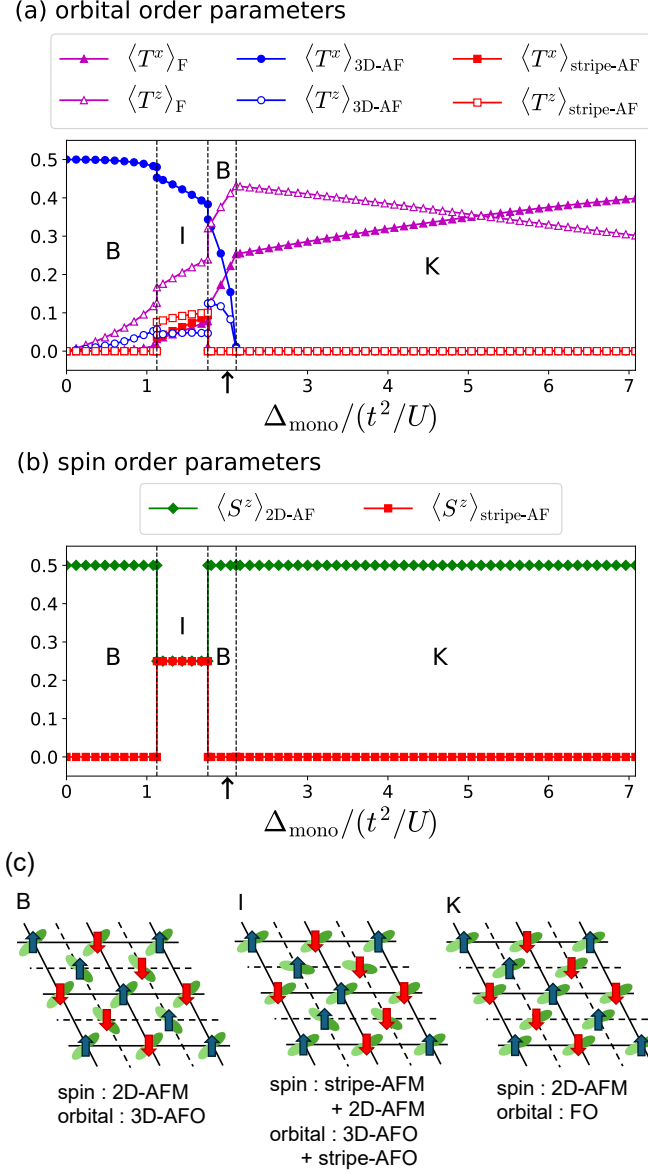 (a) orbital order parameters
⟨T^x⟩_F ⟨T^x⟩_3D-AF ⟨T^x⟩_stripe-AF
⟨T^z⟩_F ⟨T^z⟩_3D-AF ⟨T^z⟩_stripe-AF
0.5
0.4
0.3
0.2
0.1
0.0
B
I
B
K
0 1 3 4 5 6 7
↑
Δ_mono/(t^2/U)
(b) spin order parameters
⟨S^z⟩_2D-AF ⟨S^z⟩_stripe-AF
0.5
0.4
0.3
0.2
0.1
0.0
B
I
B
K
0 1 3 4 5 6 7
↑
Δ_mono/(t^2/U)
(c)
B
spin : 2D-AFM
orbital : 3D-AFO
I
spin : stripe-AFM
+ 2D-AFM
orbital : 3D-AFO
+ stripe-AFO
K
spin : 2D-AFM
orbital : FO